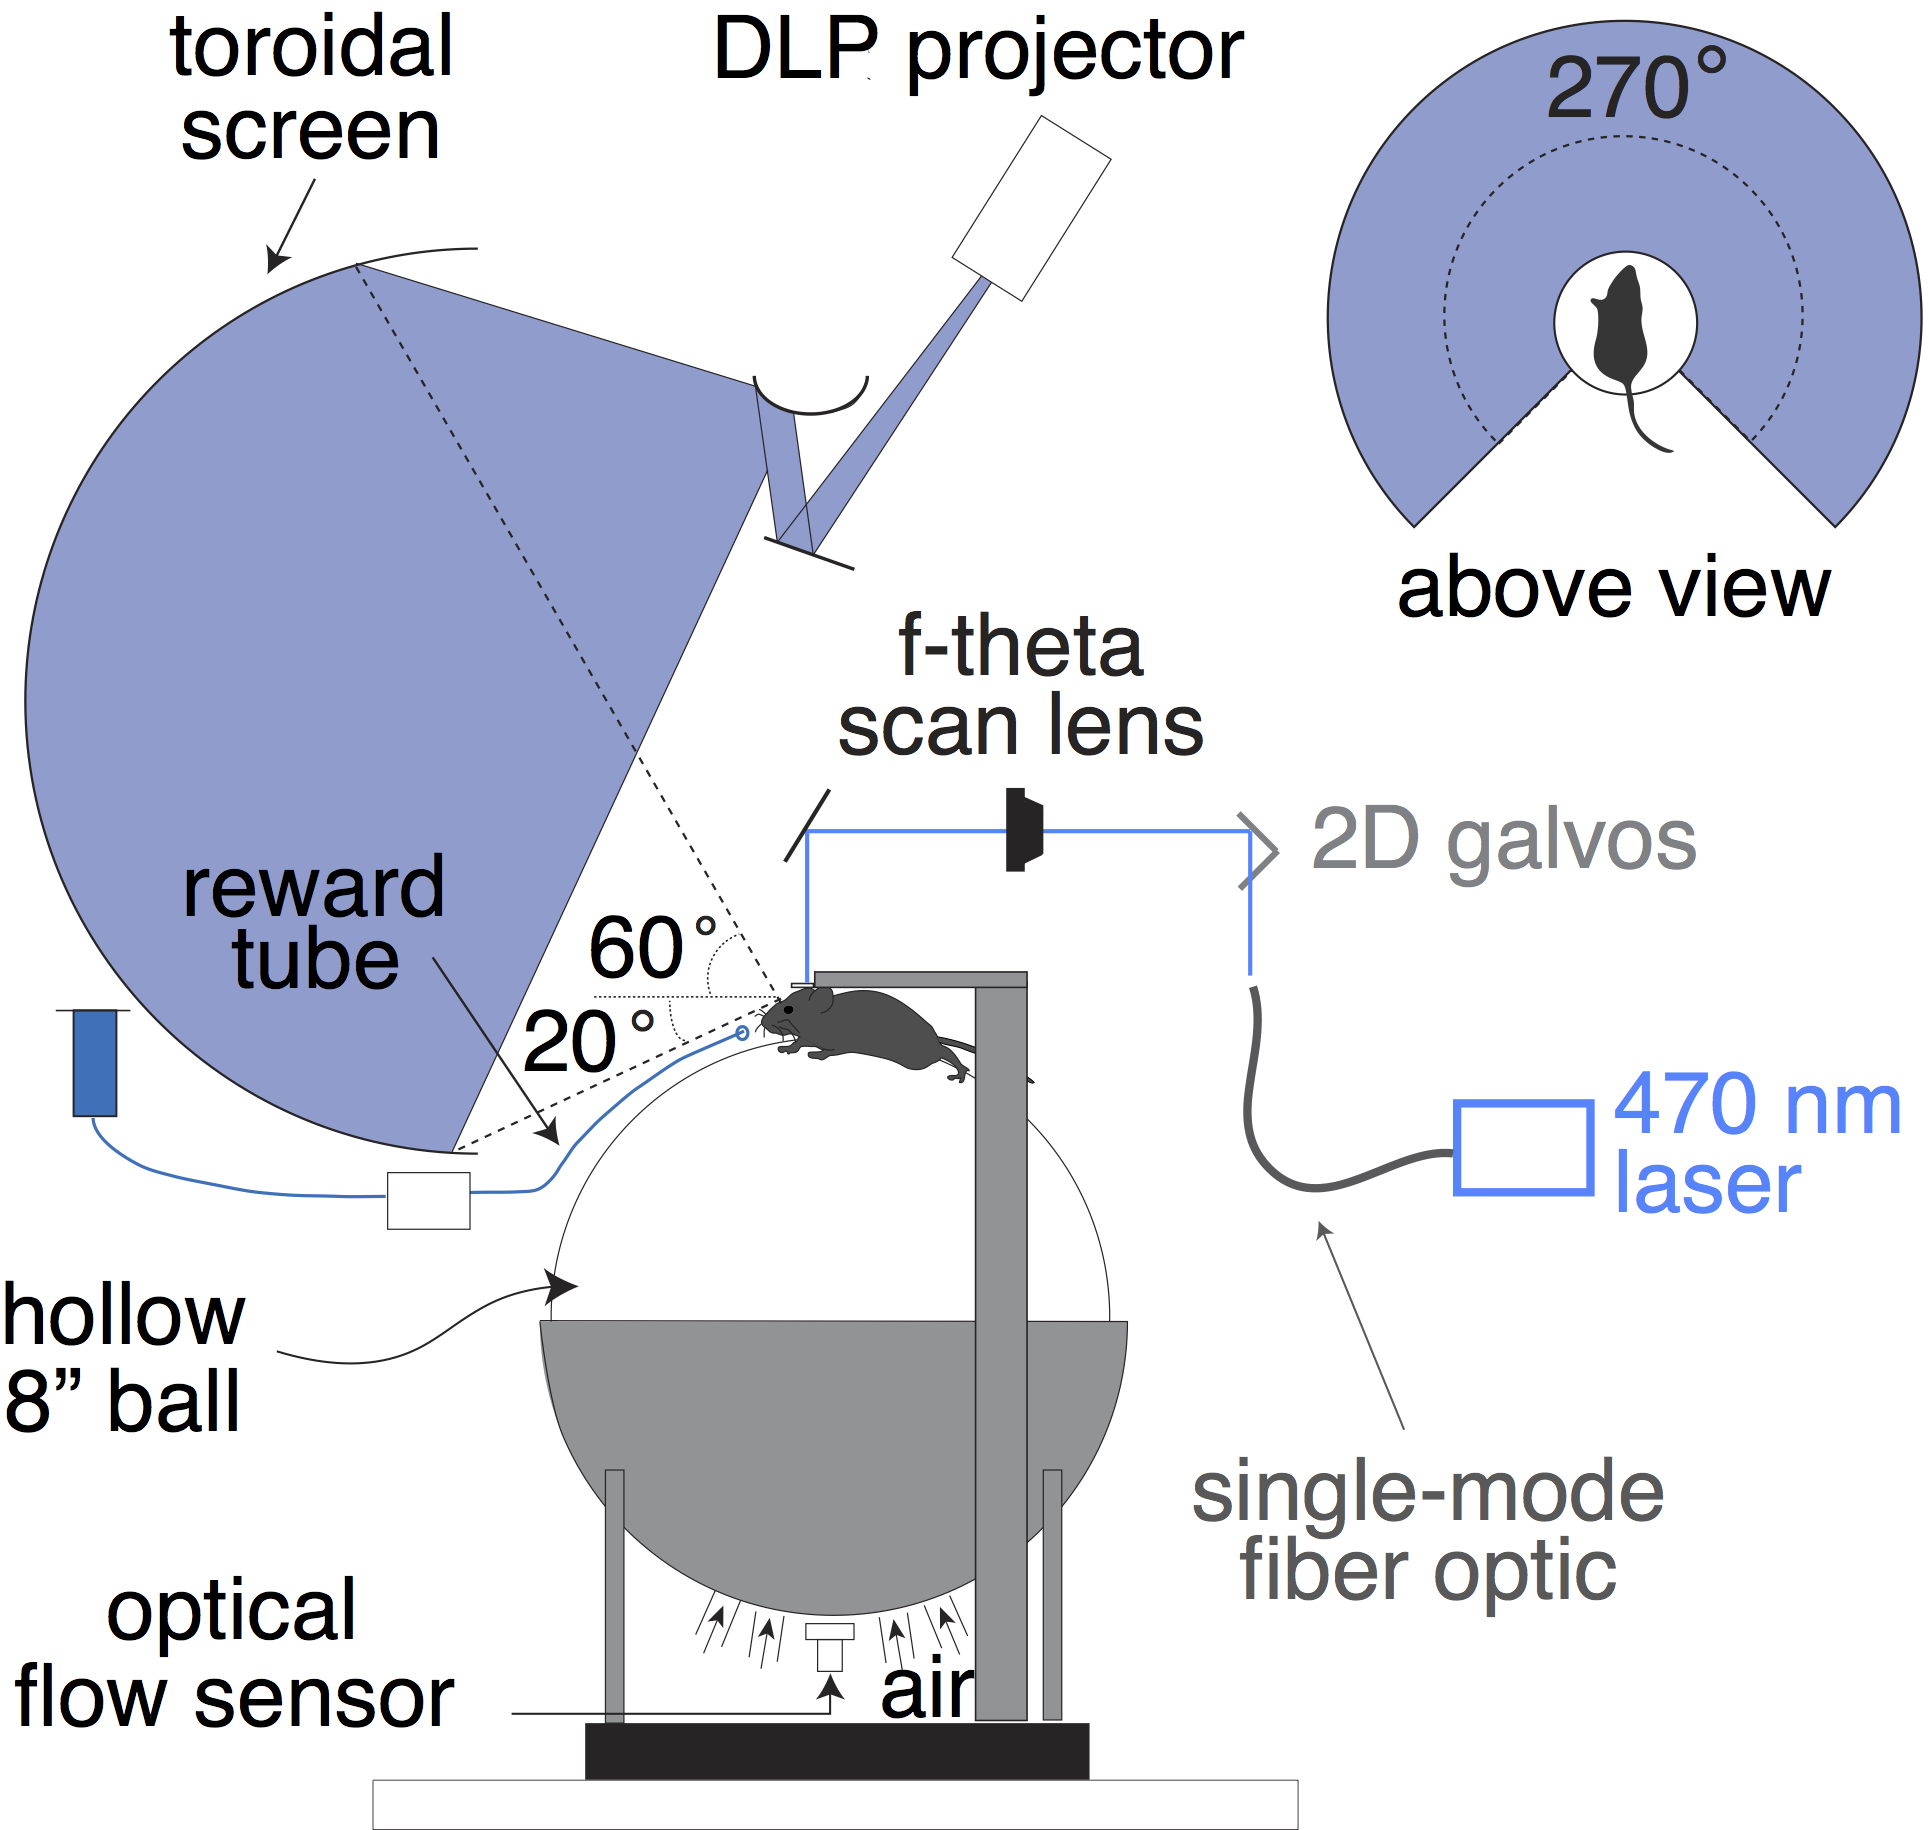 toroidal
screen
DLP projector
270°
above view
f-theta
scan lens
2D galvos
reward
tube
60°
20°
470 nm
laser
hollow
8” ball
single-mode
fiber optic
optical
flow sensor
air